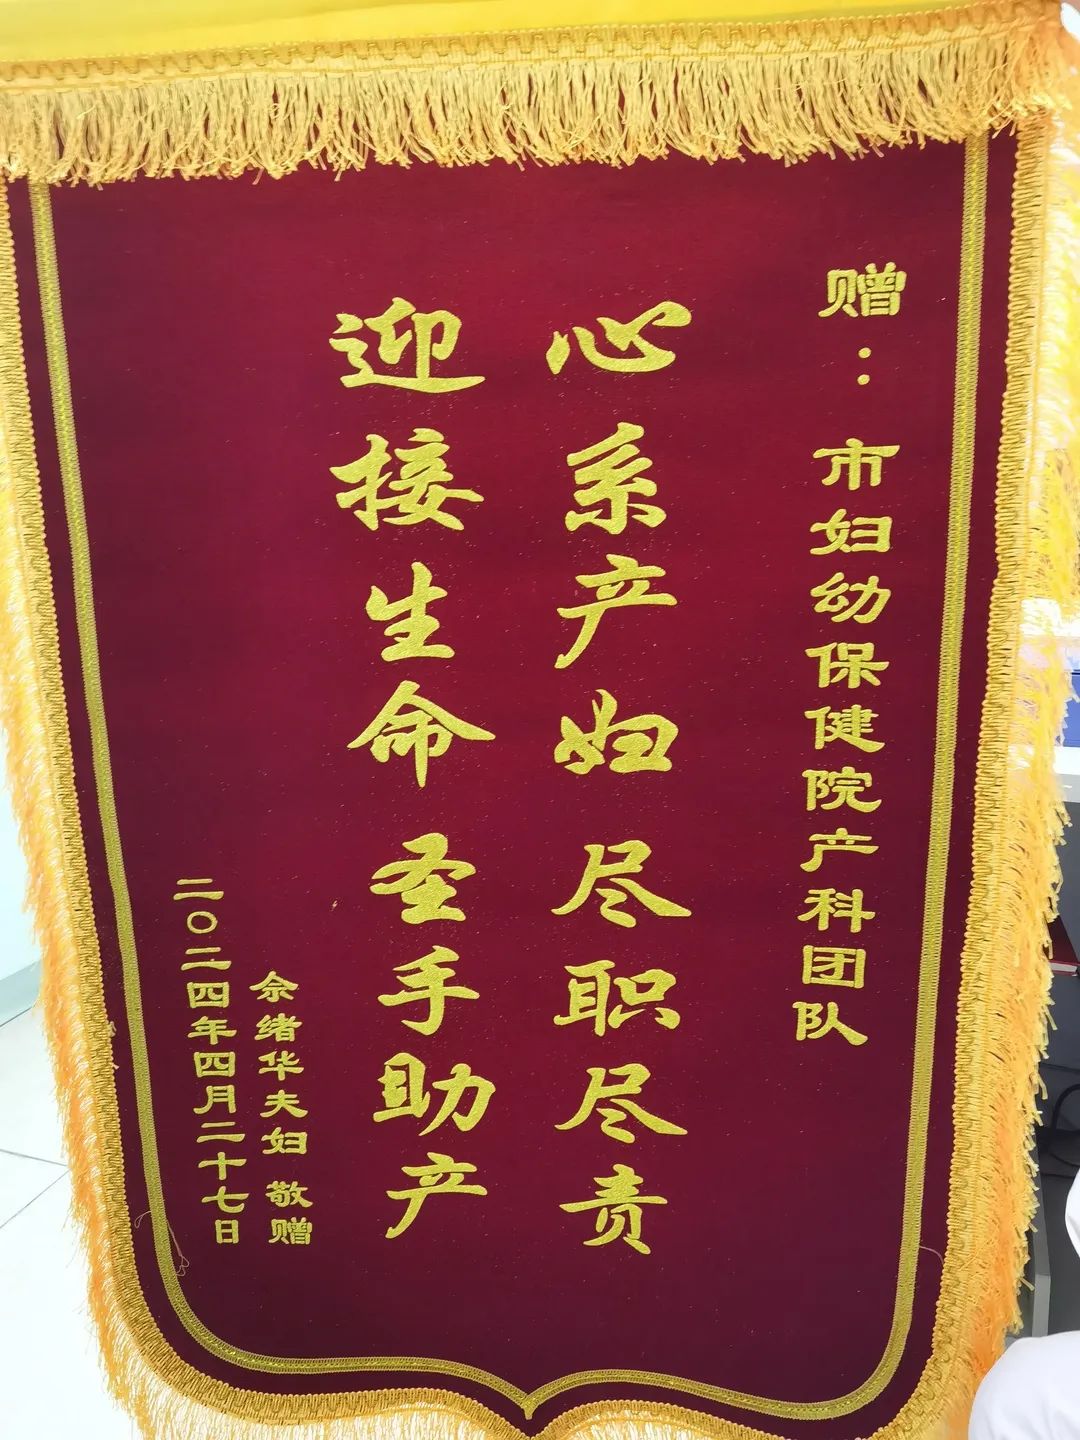 赠：市妇幼保健院产科团队
心系产妇 尽职尽责
迎接生命 圣手助产
余绪华夫妇 敬赠
二〇二四年四月二十七日